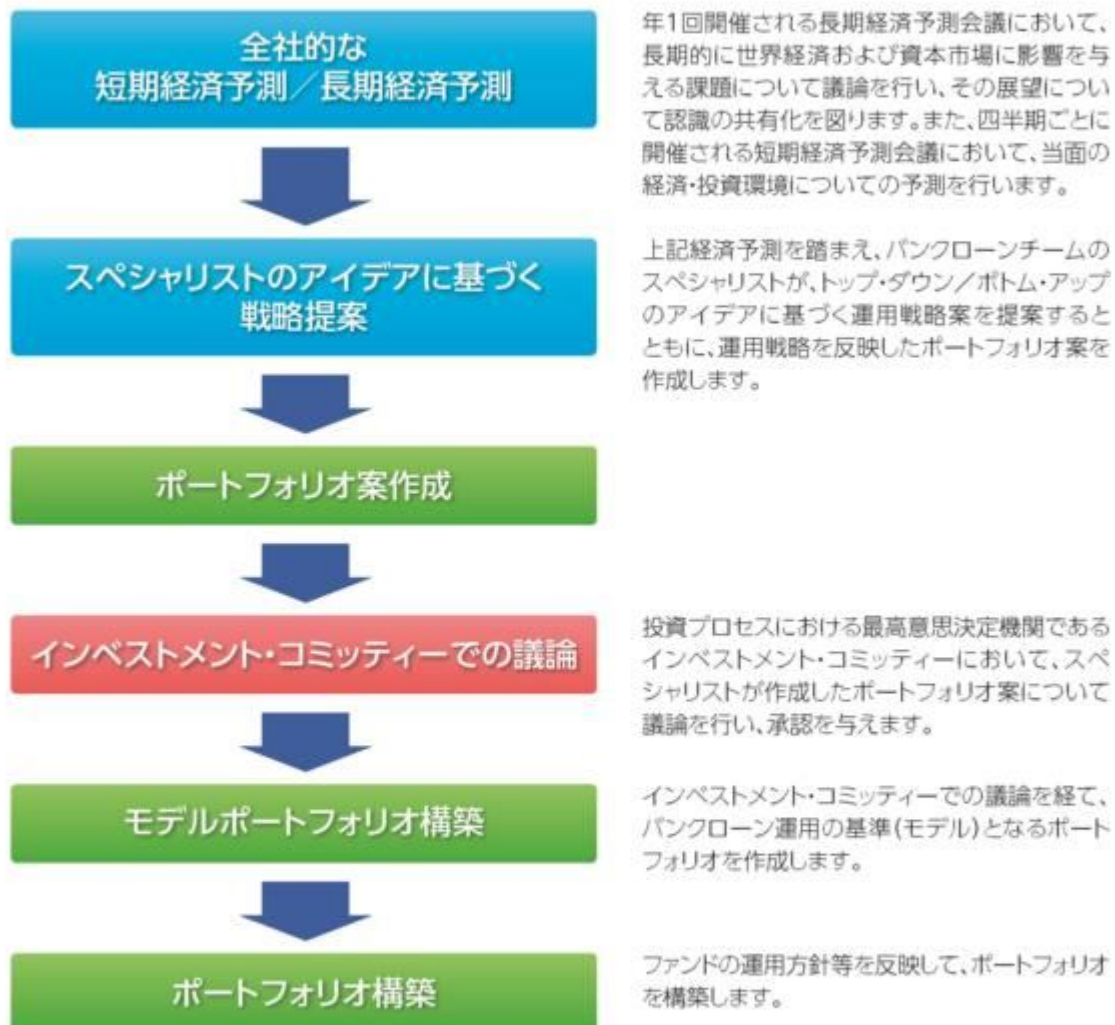 全社的な
短期経済予測／長期経済予測
年1回開催される長期経済予測会議において、
長期的に世界経済および資本市場に影響を与
える課題について議論を行い、その展望につい
て認識の共有化を図ります。また、四半期ごとに
開催される短期経済予測会議において、当面の
経済・投資環境についての予測を行います。
スペシャリストのアイデアに基づく
戦略提案
上記経済予測を踏まえ、バンクローンチームの
スペシャリストが、トップ・ダウン／ボトム・アップ
のアイデアに基づく運用戦略案を提案すると
ともに、運用戦略を反映したポートフォリオ案を
作成します。
ポートフォリオ案作成
インベストメント・コミッティーでの議論
投資プロセスにおける最高意思決定機関である
インベストメント・コミッティーにおいて、スペ
シャリストが作成したポートフォリオ案について
議論を行い、承認を与えます。
モデルポートフォリオ構築
インベストメント・コミッティーでの議論を経て、
バンクローン運用の基準(モデル)となるポート
フォリオを作成します。
ポートフォリオ構築
ファンドの運用方針等を反映して、ポートフォリオ
を構築します。